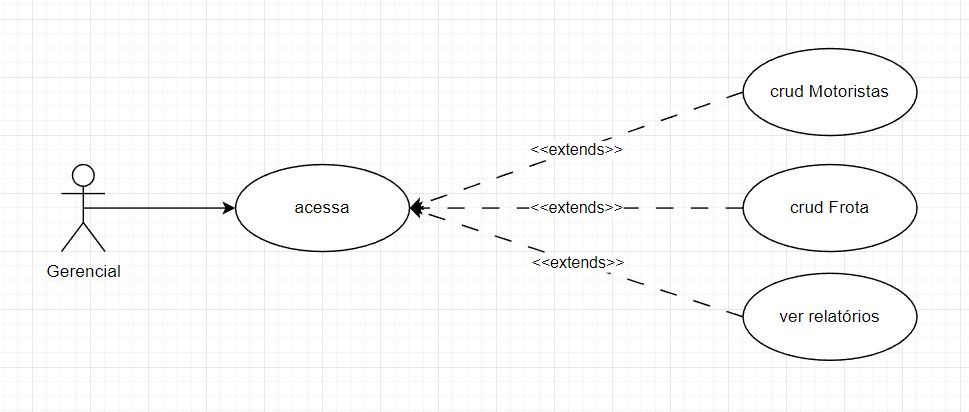 crud Motoristas
<<extends>>
acessa
<<extends>>
crud Frota
<<extends>>
Gerencial
ver relatórios